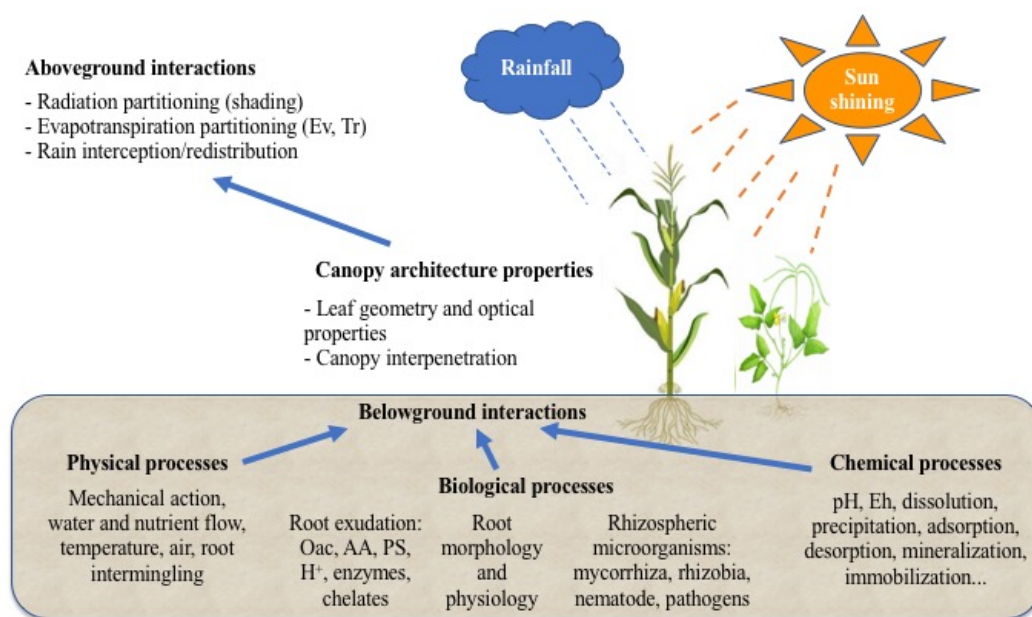 Rainfall
Sun
shining
Aboveground interactions
- Radiation partitioning (shading)
- Evapotranspiration partitioning (Ev, Tr)
- Rain interception/redistribution
Canopy architecture properties
- Leaf geometry and optical
properties
- Canopy interpenetration
Belowground interactions
Physical processes
Mechanical action,
water and nutrient flow,
temperature, air, root
intermingling
Biological processes
Root exudation:
Oac, AA, PS,
H⁺, enzymes,
chelates
Root
morphology
and
physiology
Rhizospheric
microorganisms:
mycorrhiza, rhizobia,
nematode, pathogens
Chemical processes
pH, Eh, dissolution,
precipitation, adsorption,
desorption, mineralization,
immobilization...